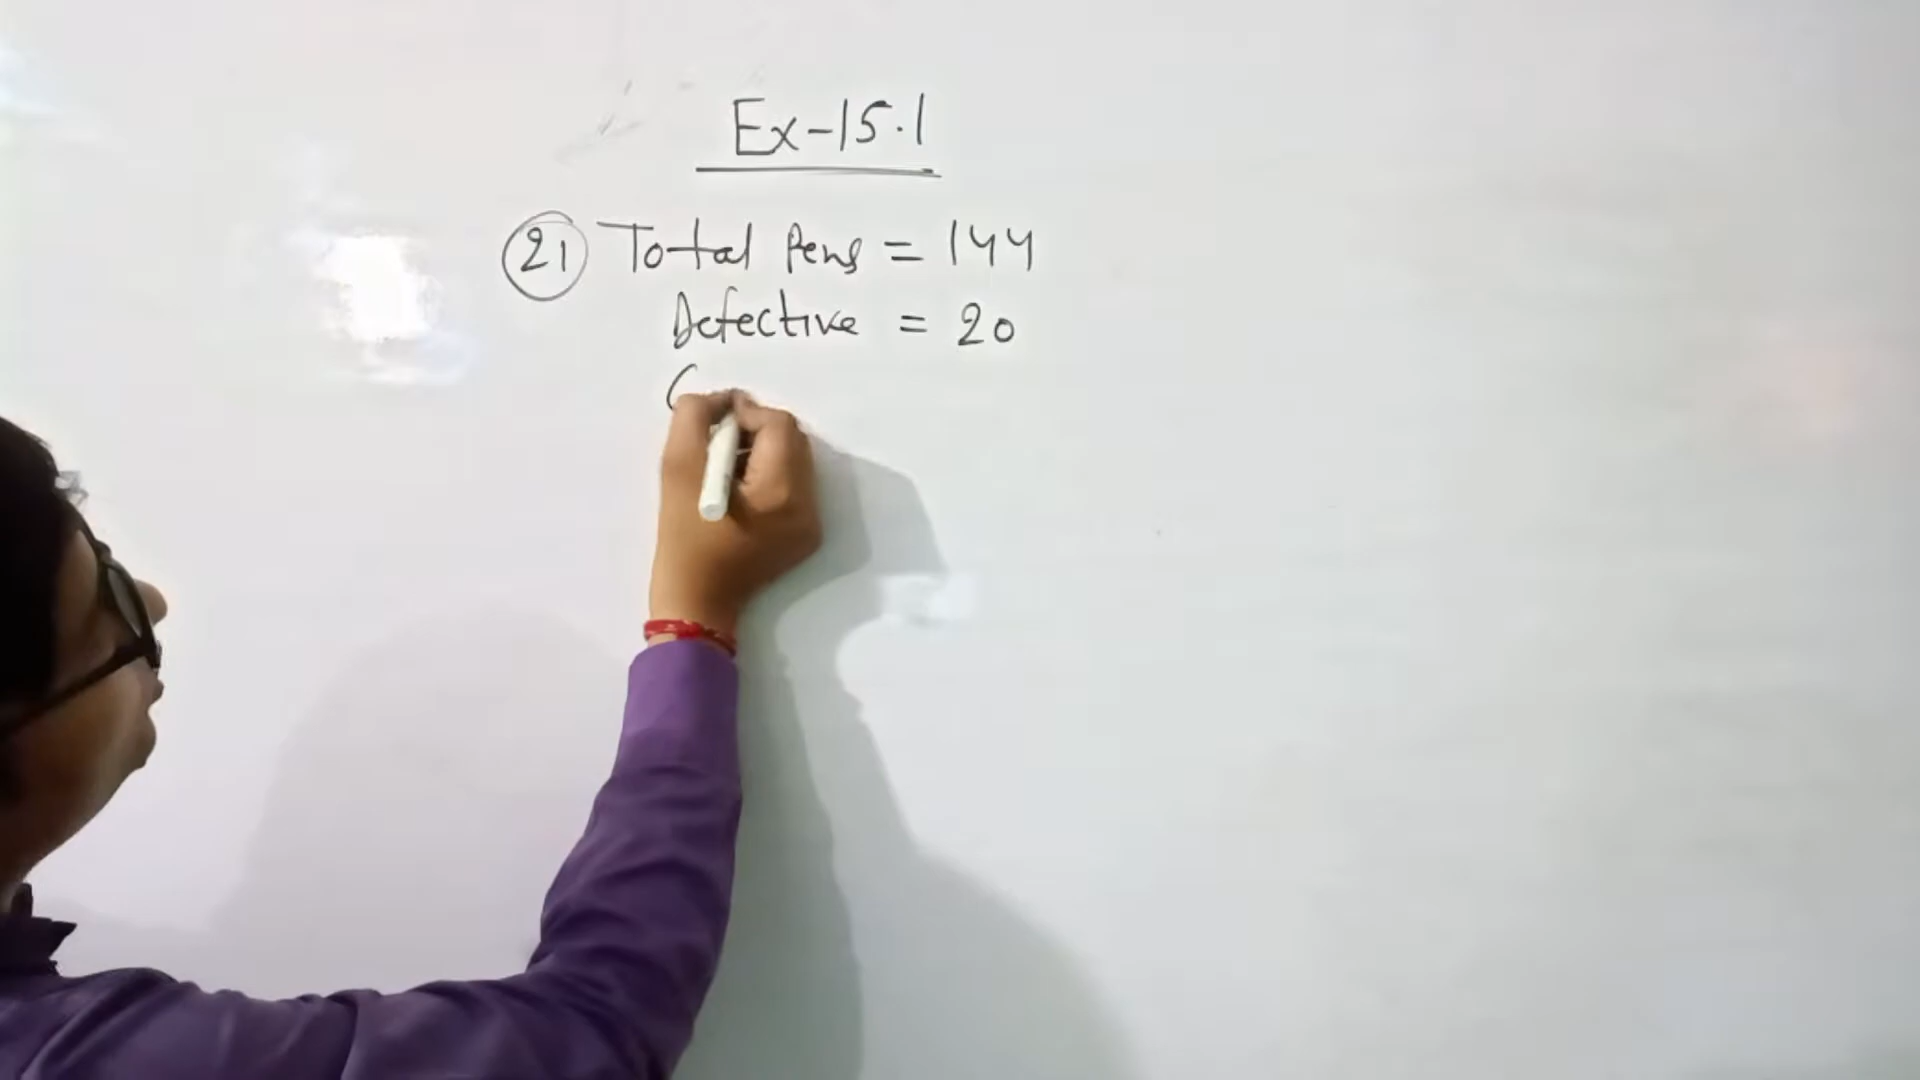 Ex-15.1
21 Total Pens = 144
Defective = 20